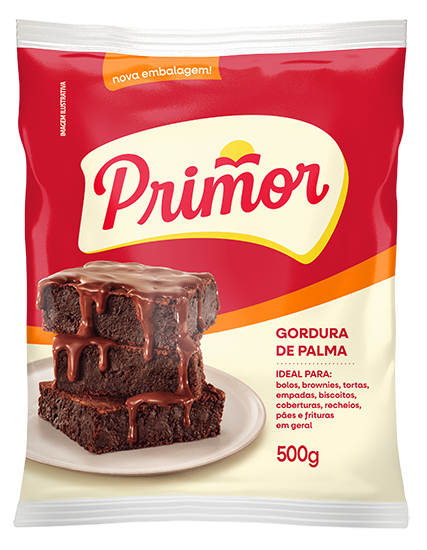 nova embalagem!
IMAGEM ILUSTRATIVA
Primor
GORDURA
DE PALMA
IDEAL PARA:
bolos, brownies, tortas,
empadas, biscoitos,
coberturas, recheios,
pães e frituras
em geral
500g